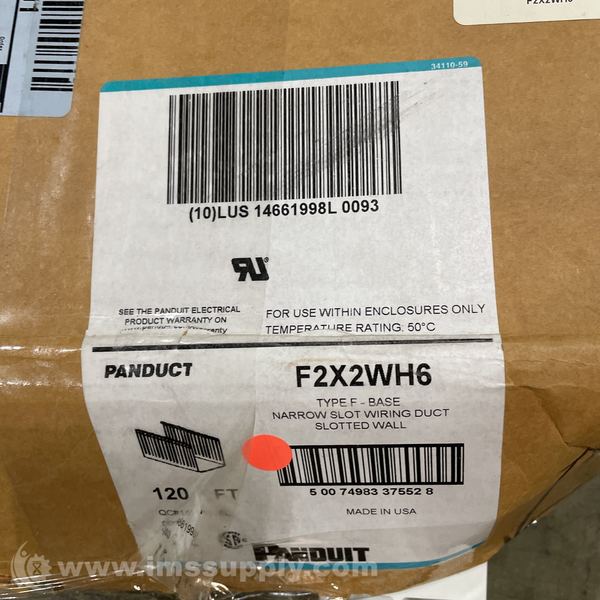 Order
F2X2WH6
34110-59
(10)LUS 14661998L 0093
SEE THE PANDUIT ELECTRICAL
PRODUCT WARRANTY ON
FOR USE WITHIN ENCLOSURES ONLY
TEMPERATURE RATING: 50°C
PANDUCT
F2X2WH6
TYPE F - BASE
NARROW SLOT WIRING DUCT
SLOTTED WALL
120 FT
5 00 74983 37552 8
MADE IN USA
PANDUIT
www.imssupply.com